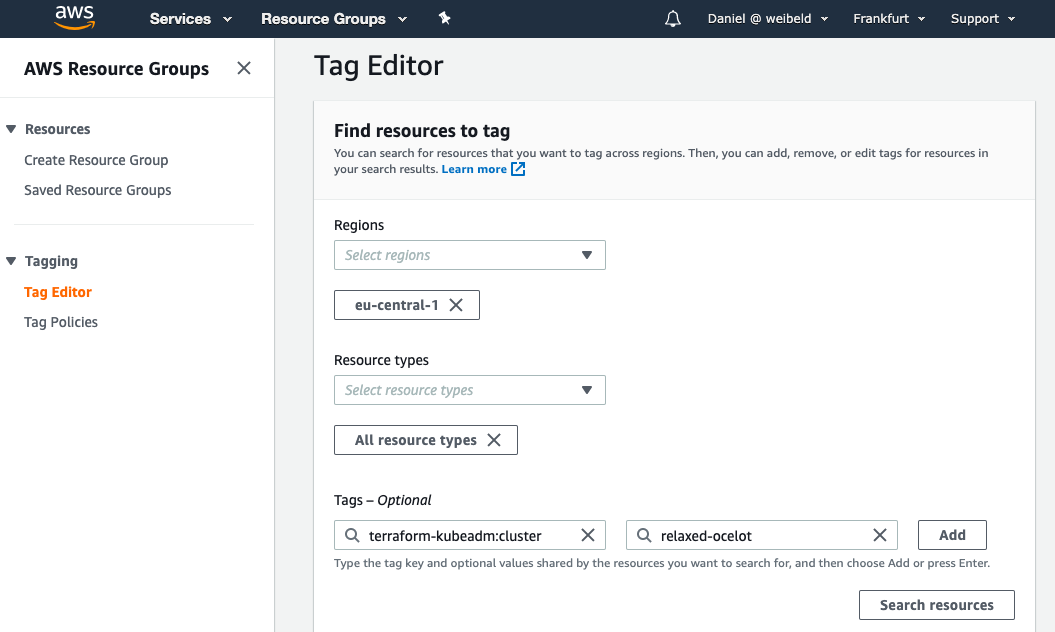 aws Services Resource Groups Daniel @ weibeld Frankfurt Support
AWS Resource Groups
Resources
Create Resource Group
Saved Resource Groups
Tagging
Tag Editor
Tag Policies
Tag Editor
Find resources to tag
You can search for resources that you want to tag across regions. Then, you can add, remove, or edit tags for resources in
your search results. Learn more
Regions
Select regions
eu-central-1
Resource types
Select resource types
All resource types
Tags – Optional
terraform-kubeadm:cluster relaxed-ocelot Add
Type the tag key and optional values shared by the resources you want to search for, and then choose Add or press Enter.
Search resources